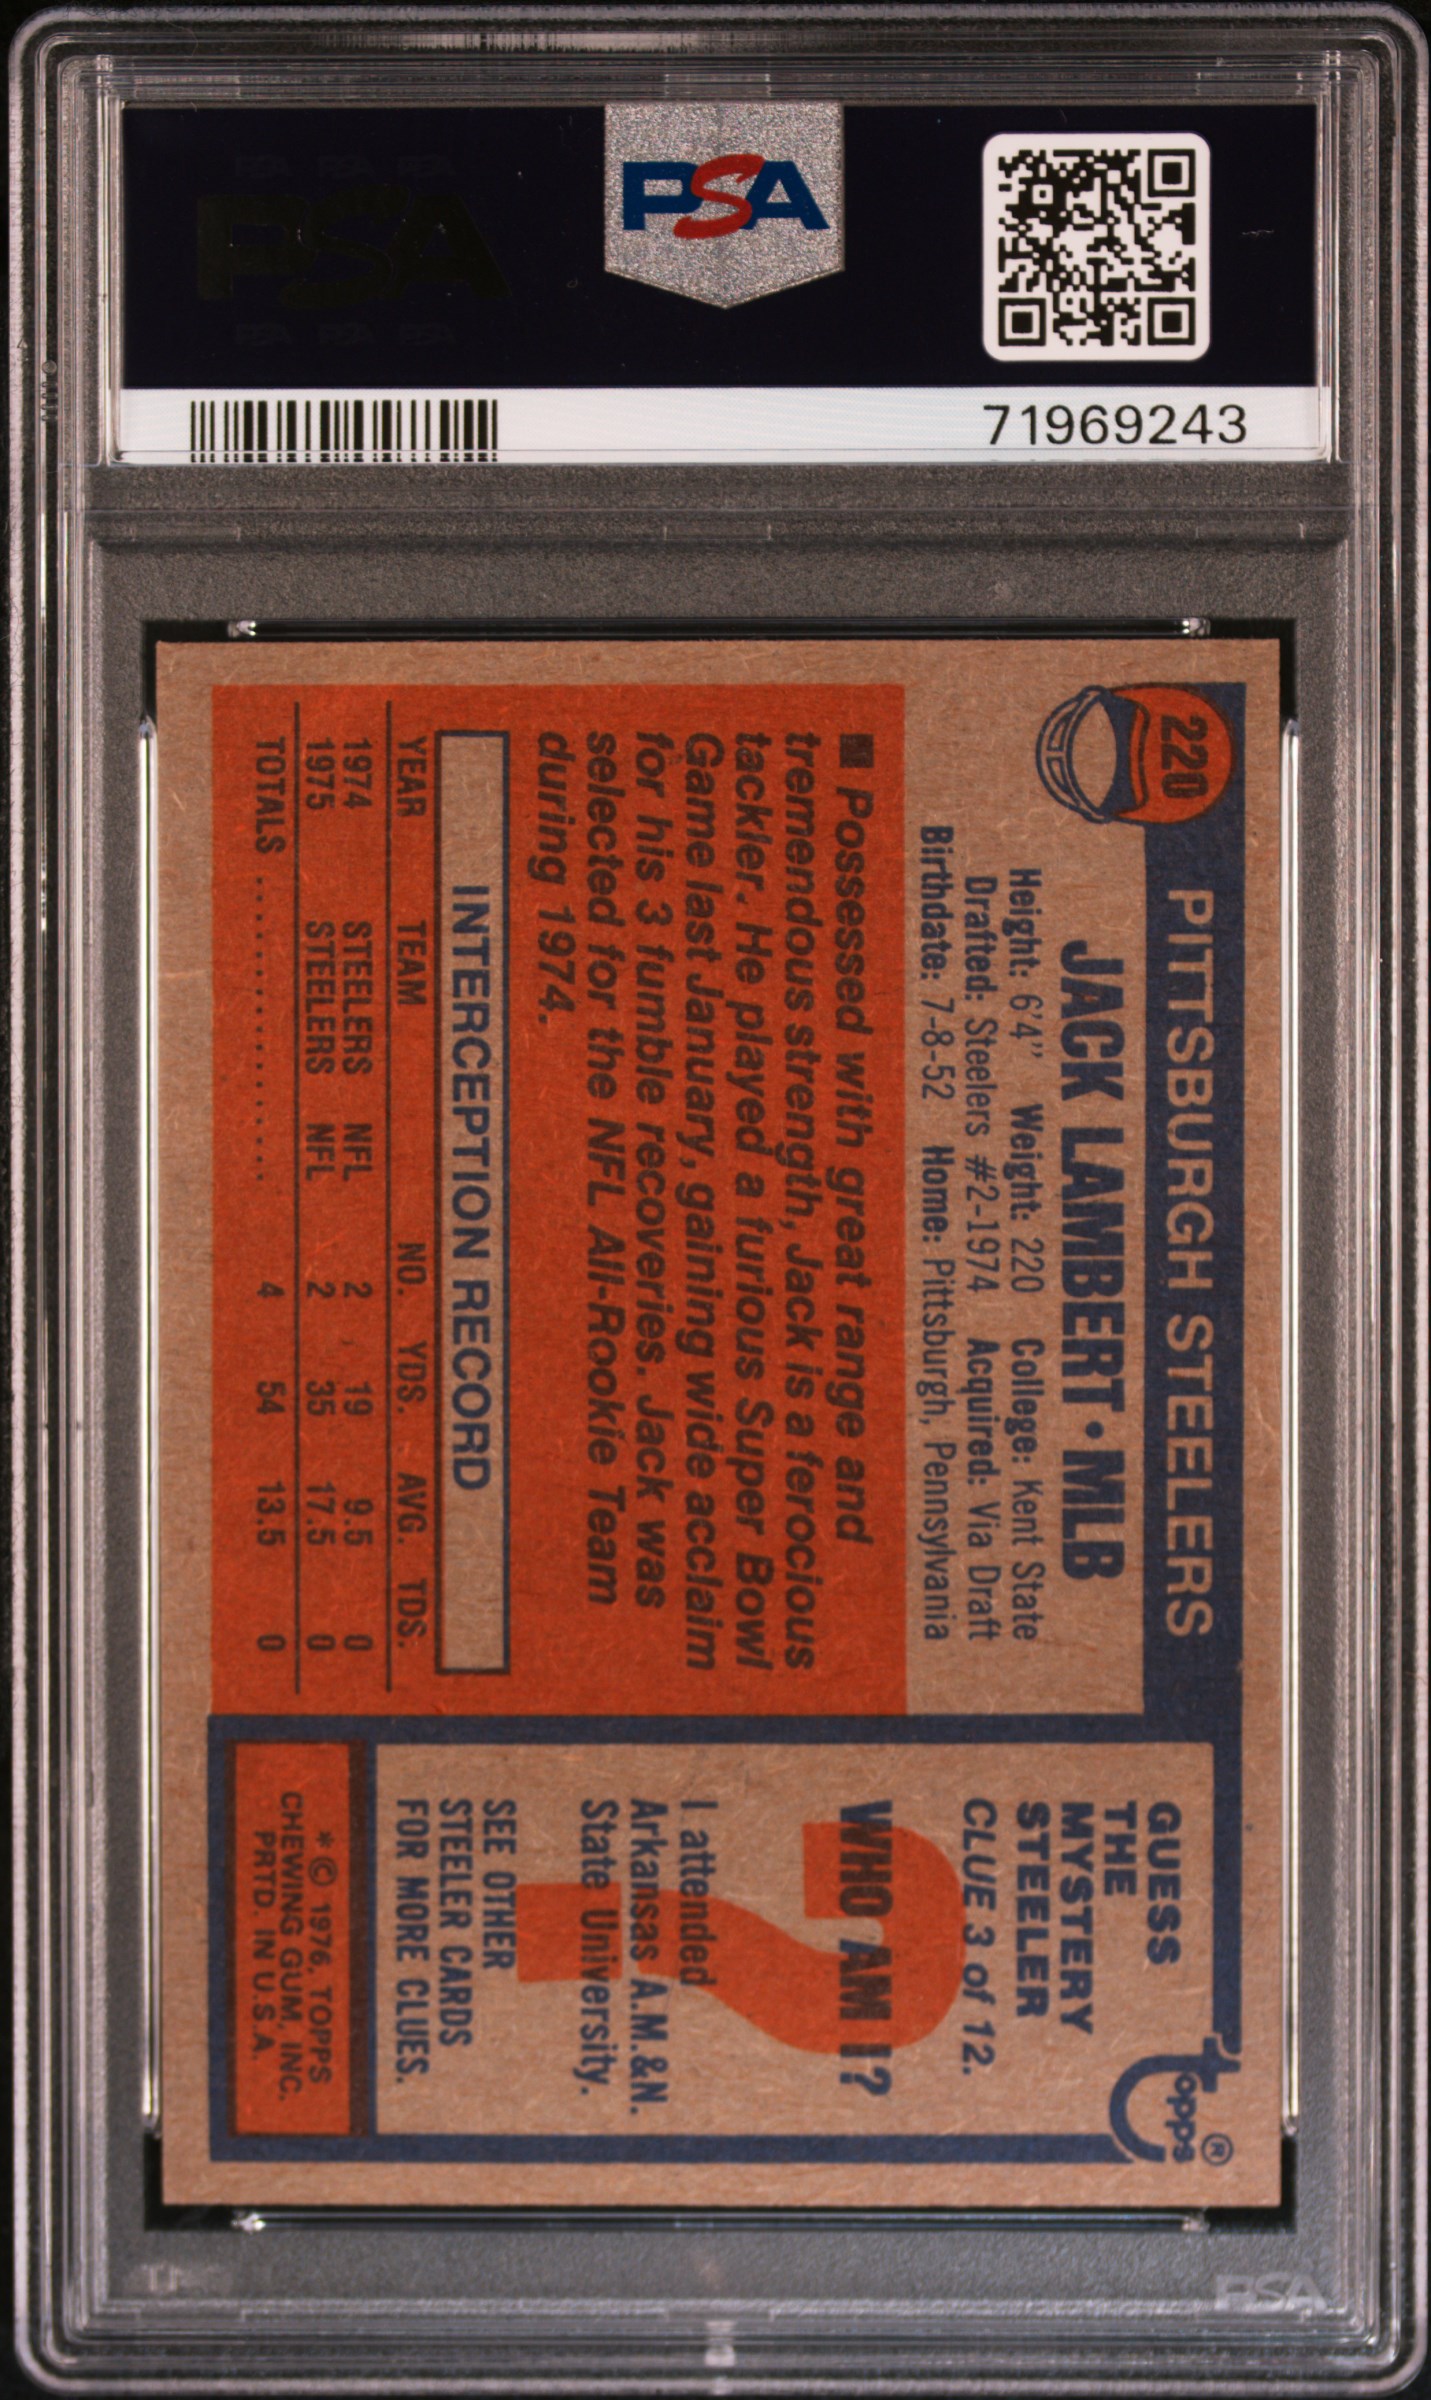 PSA
71969243
220
PITTSBURGH STEELERS
JACK LAMBERT • MLB
Height: 6'4" Weight: 220 College: Kent State
Drafted: Steelers #2-1974 Acquired: Via Draft
Birthdate: 7-8-52 Home: Pittsburgh, Pennsylvania
■ Possessed with great range and
tremendous strength, Jack is a ferocious
tackler. He played a furious Super Bowl
Game last January, gaining wide acclaim
for his 3 fumble recoveries. Jack was
selected for the NFL All-Rookie Team
during 1974.
INTERCEPTION RECORD
YEAR TEAM NO. YDS. AVG. TDS.
1974 STEELERS NFL 2 19 9.5 0
1975 STEELERS NFL 2 35 17.5 0
TOTALS .................... 4 54 13.5 0
topps®
GUESS
THE
MYSTERY
STEELER
CLUE 3 of 12.
WHO AM I?
I attended
Arkansas A.M.&N.
State University.
SEE OTHER
STEELER CARDS
FOR MORE CLUES.
* © 1976, TOPPS
CHEWING GUM, INC.
PRTD. IN U.S.A.
PSA